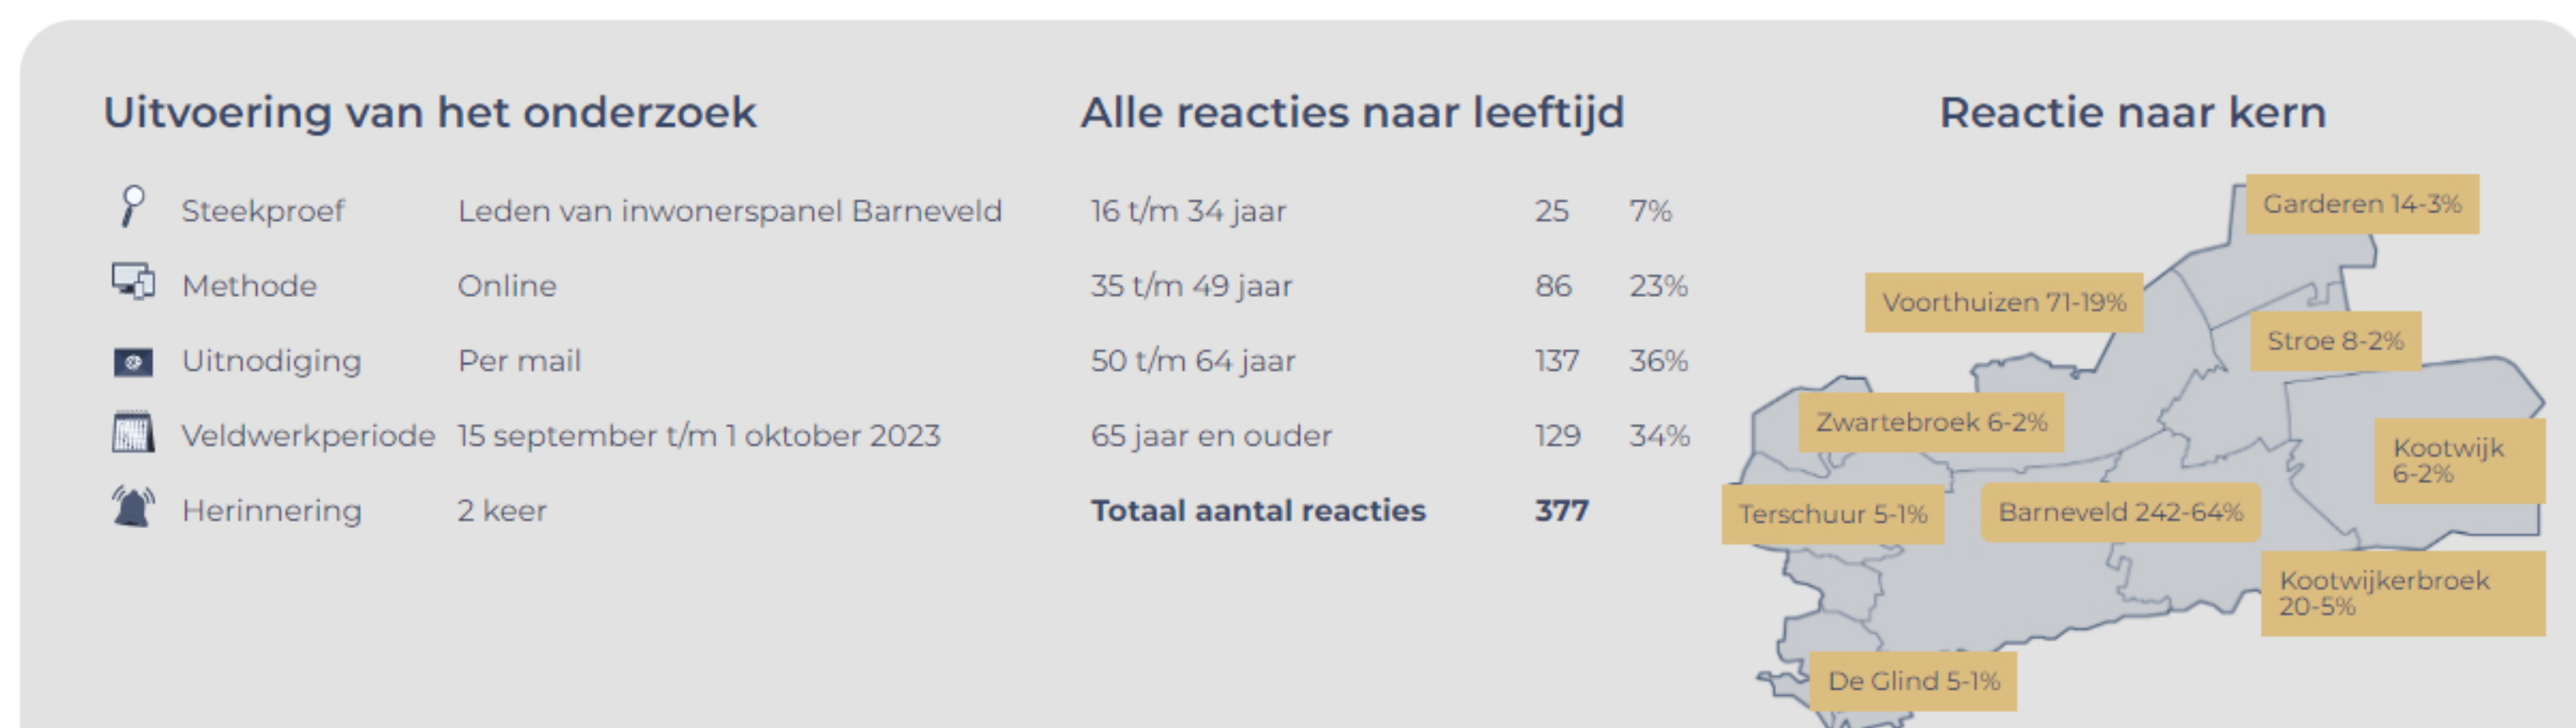 Uitvoering van het onderzoek
Steekproef Leden van inwonerspanel Barneveld
Methode Online
Uitnodiging Per mail
Veldwerkperiode 15 september t/m 1 oktober 2023
Herinnering 2 keer
Alle reacties naar leeftijd
16 t/m 34 jaar 25 7%
35 t/m 49 jaar 86 23%
50 t/m 64 jaar 137 36%
65 jaar en ouder 129 34%
Totaal aantal reacties 377
Reactie naar kern
Garderen 14-3%
Voorthuizen 71-19%
Stroe 8-2%
Zwartebroek 6-2%
Kootwijk
6-2%
Terschuur 5-1%
Barneveld 242-64%
Kootwijkerbroek
20-5%
De Glind 5-1%